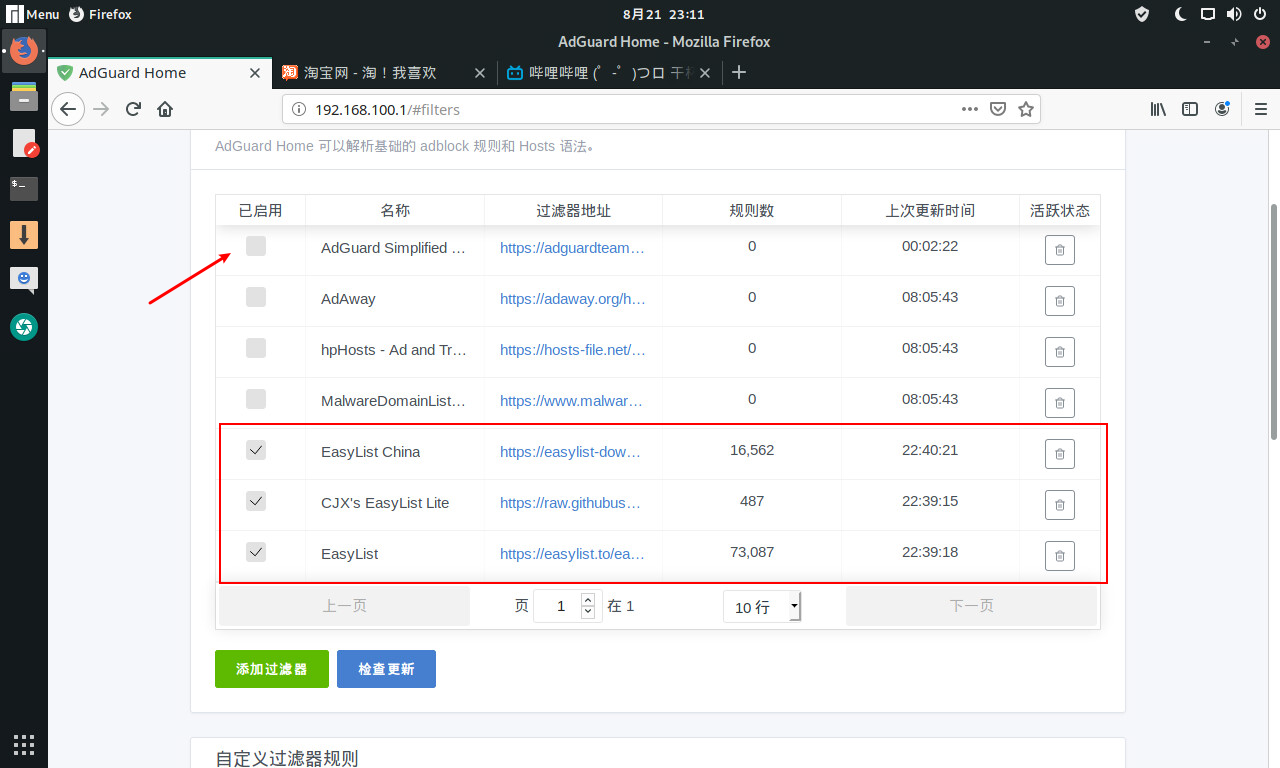 Menu Firefox 8月21 23:11
AdGuard Home - Mozilla Firefox
AdGuard Home 淘宝网 - 淘！我喜欢 哔哩哔哩 (゜-゜)つロ 干
192.168.100.1/#filters
AdGuard Home 可以解析基础的 adblock 规则和 Hosts 语法。
已启用 名称 过滤器地址 规则数 上次更新时间 活跃状态
AdGuard Simplified … https://adguardteam… 0 00:02:22
AdAway https://adaway.org/h… 0 08:05:43
hpHosts - Ad and Tr… https://hosts-file.net/… 0 08:05:43
MalwareDomainList… https://www.malwar… 0 08:05:43
EasyList China https://easylist-dow… 16,562 22:40:21
CJX's EasyList Lite https://raw.githubus… 487 22:39:15
EasyList https://easylist.to/ea… 73,087 22:39:18
上一页 页 1 在 1 10 行 下一页
添加过滤器 检查更新
自定义过滤器规则